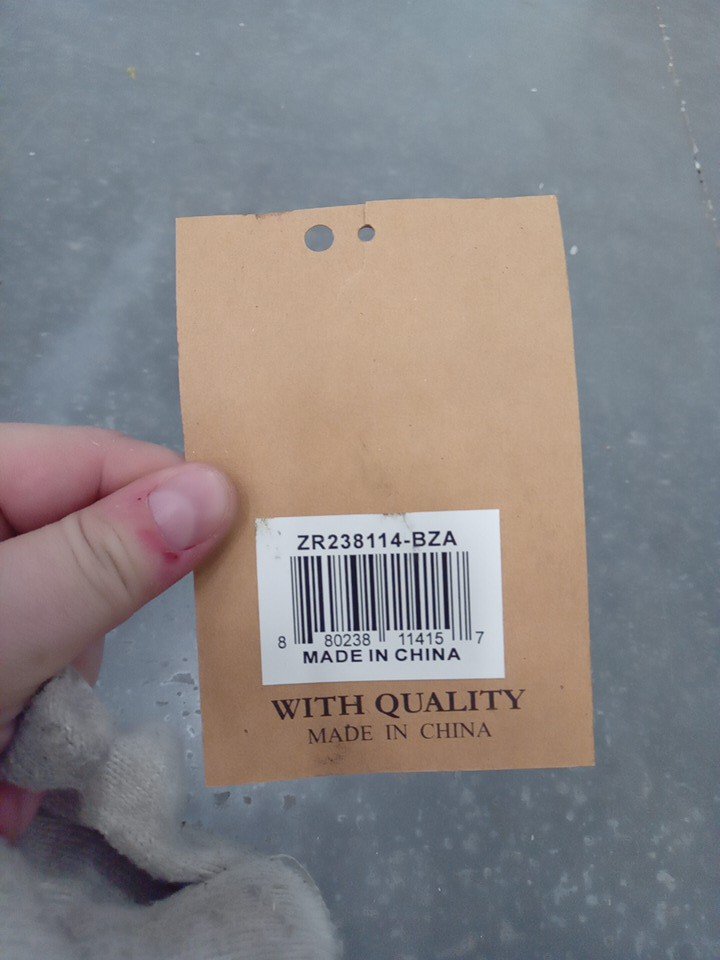 ZR238114-BZA
8 80238 11415 7
MADE IN CHINA
WITH QUALITY
MADE IN CHINA